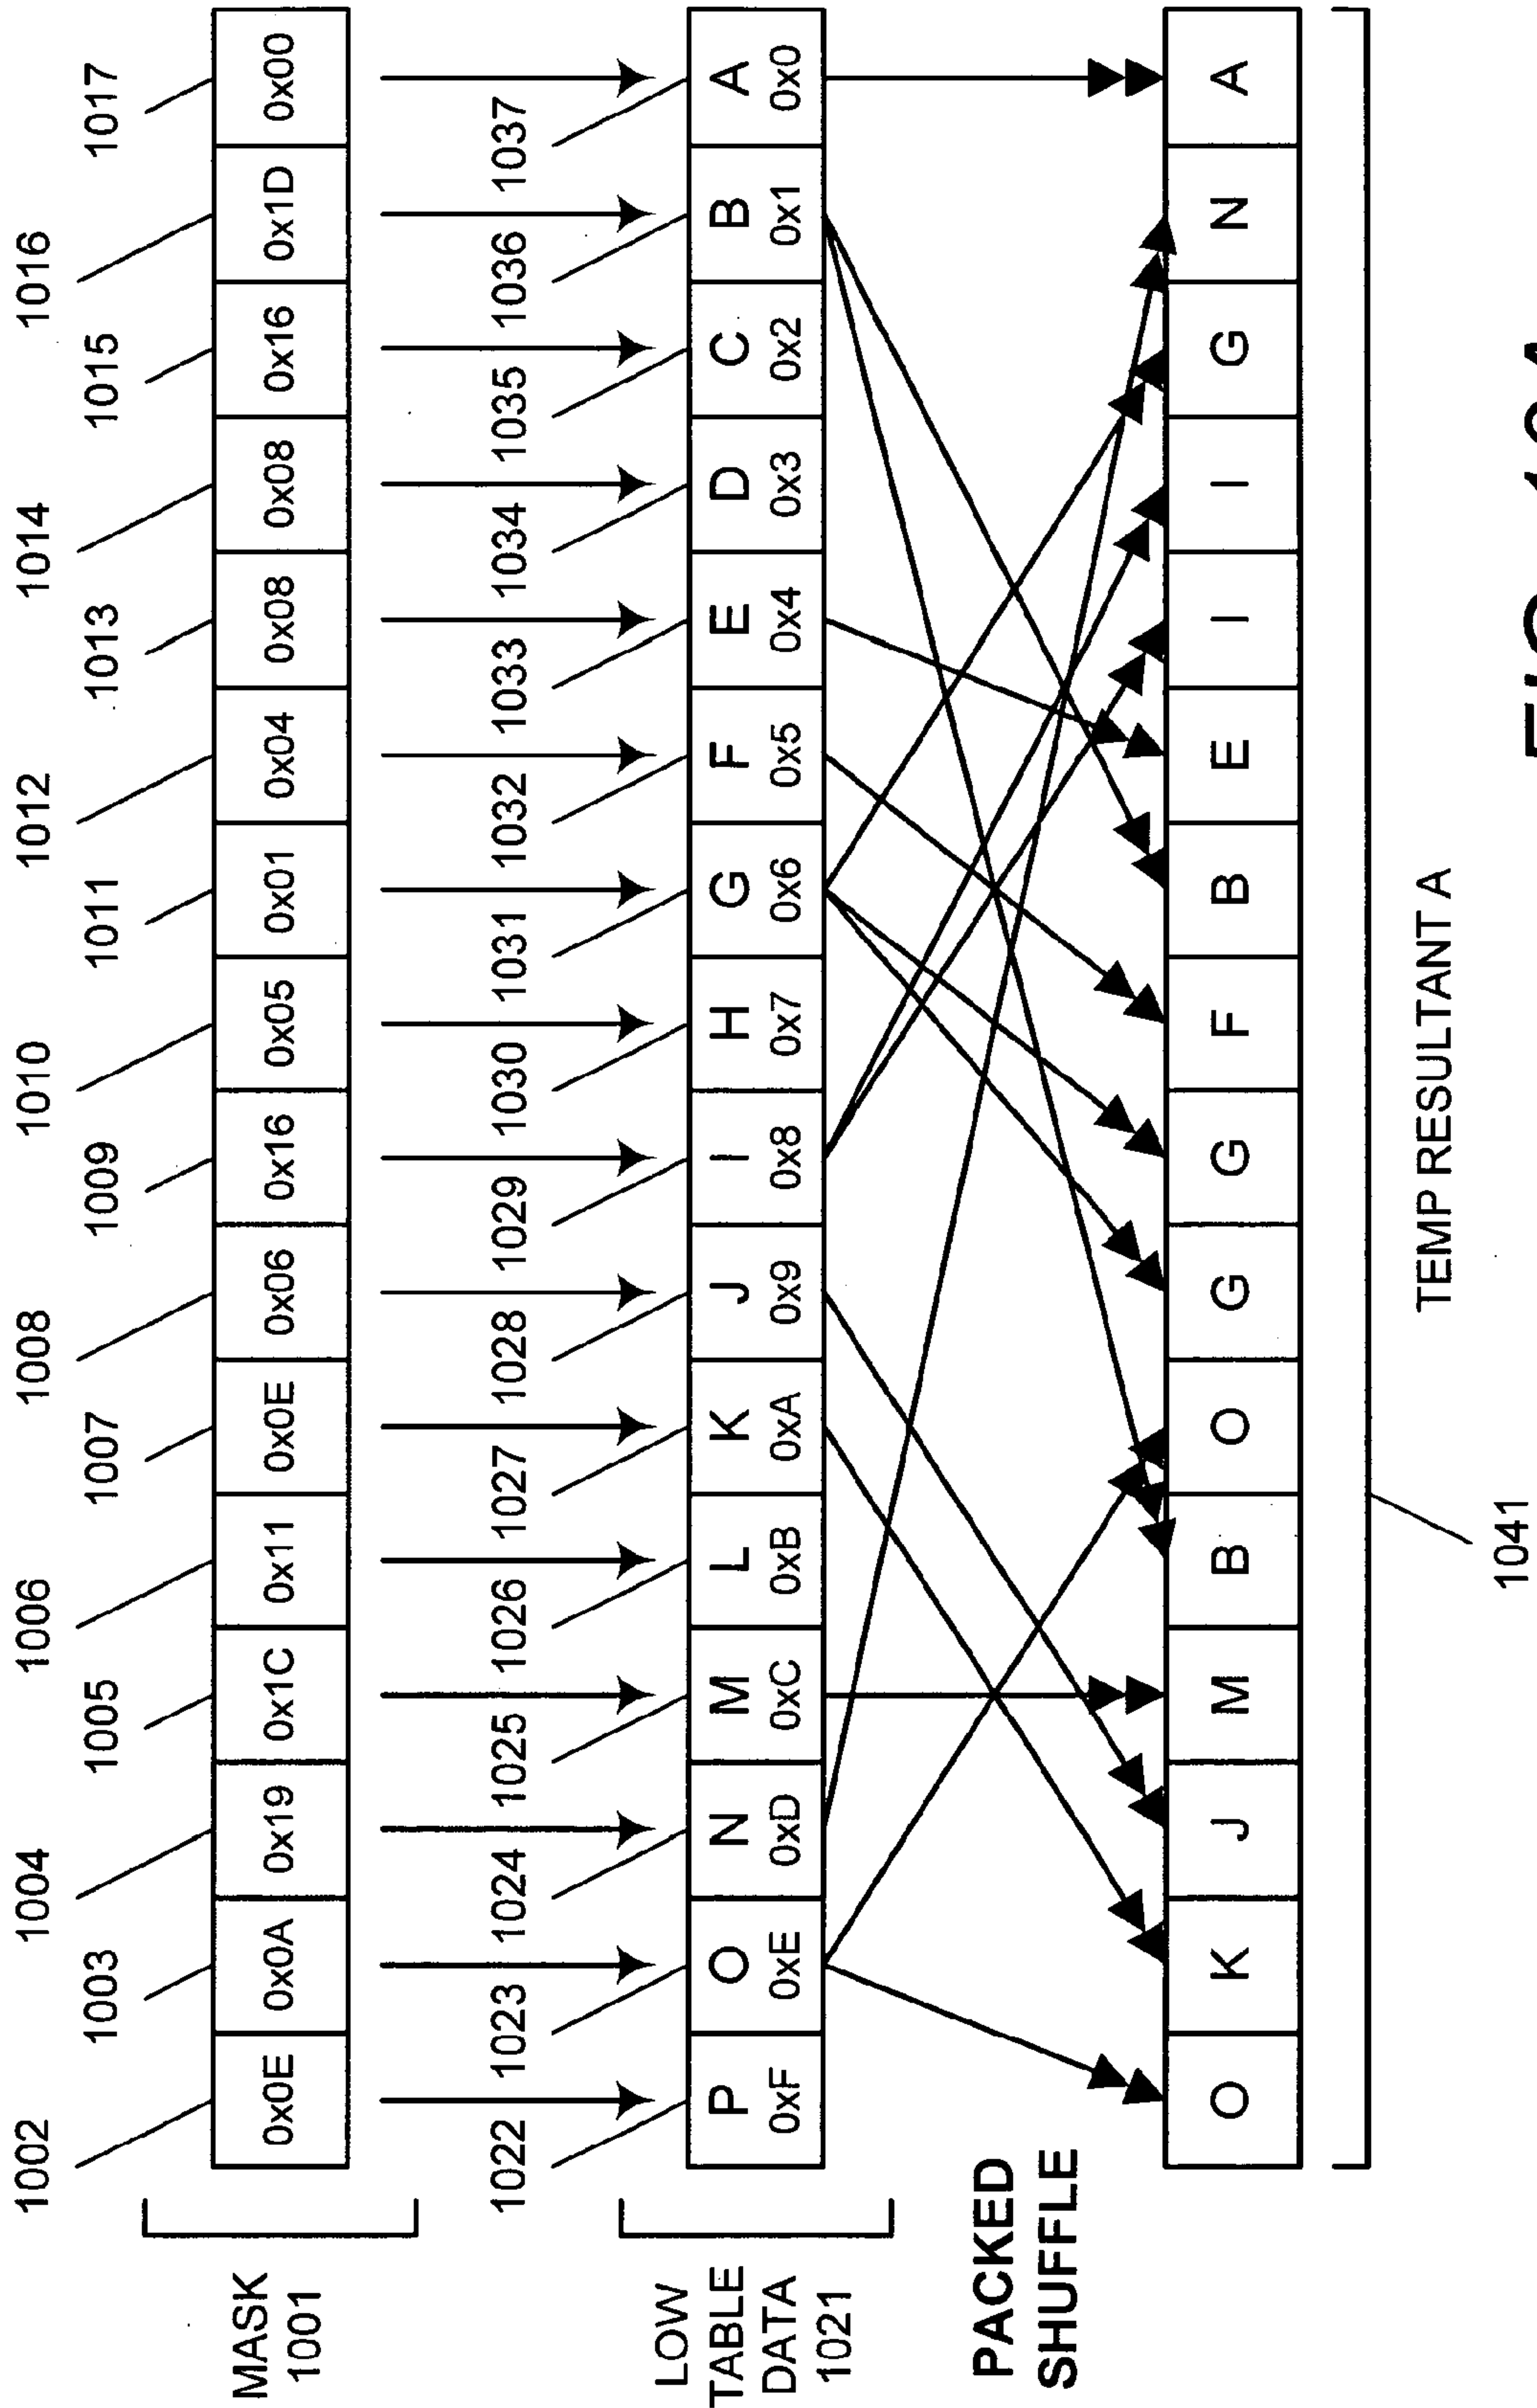 1002 1003 1004 1005 1006 1007 1008 1009 1010 1011 1012 1013 1014 1015 1016 1017
MASK
1001
0x0E 0x0A 0x19 0x1C 0x11 0x0E 0x06 0x16 0x05 0x01 0x04 0x08 0x08 0x16 0x1D 0x00
1022 1023 1024 1025 1026 1027 1028 1029 1030 1031 1032 1033 1034 1035 1036 1037
LOW
TABLE
DATA
1021
P O N M L K J I H G F E D C B A
0xF 0xE 0xD 0xC 0xB 0xA 0x9 0x8 0x7 0x6 0x5 0x4 0x3 0x2 0x1 0x0
PACKED
SHUFFLE
O K J M B O G G F B E I I G N A
TEMP RESULTANT A
1041